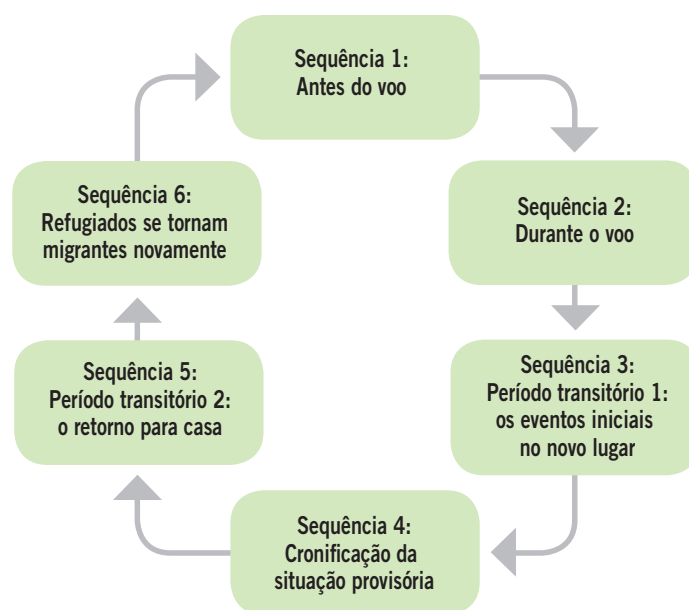 Sequência 1:
Antes do voo
Sequência 2:
Durante o voo
Sequência 3:
Período transitório 1:
os eventos iniciais
no novo lugar
Sequência 4:
Cronificação da
situação provisória
Sequência 5:
Período transitório 2:
o retorno para casa
Sequência 6:
Refugiados se tornam
migrantes novamente